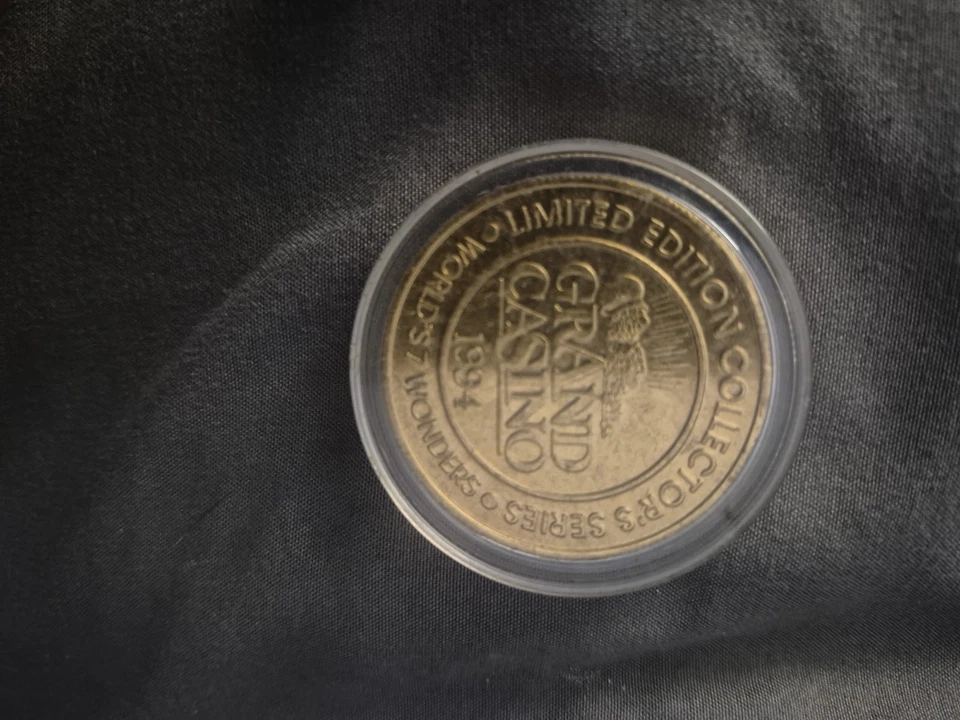 LIMITED EDITION COLLECTOR'S SERIES
GRAND
CASINO
1994
WORLD'S 7 WONDERS